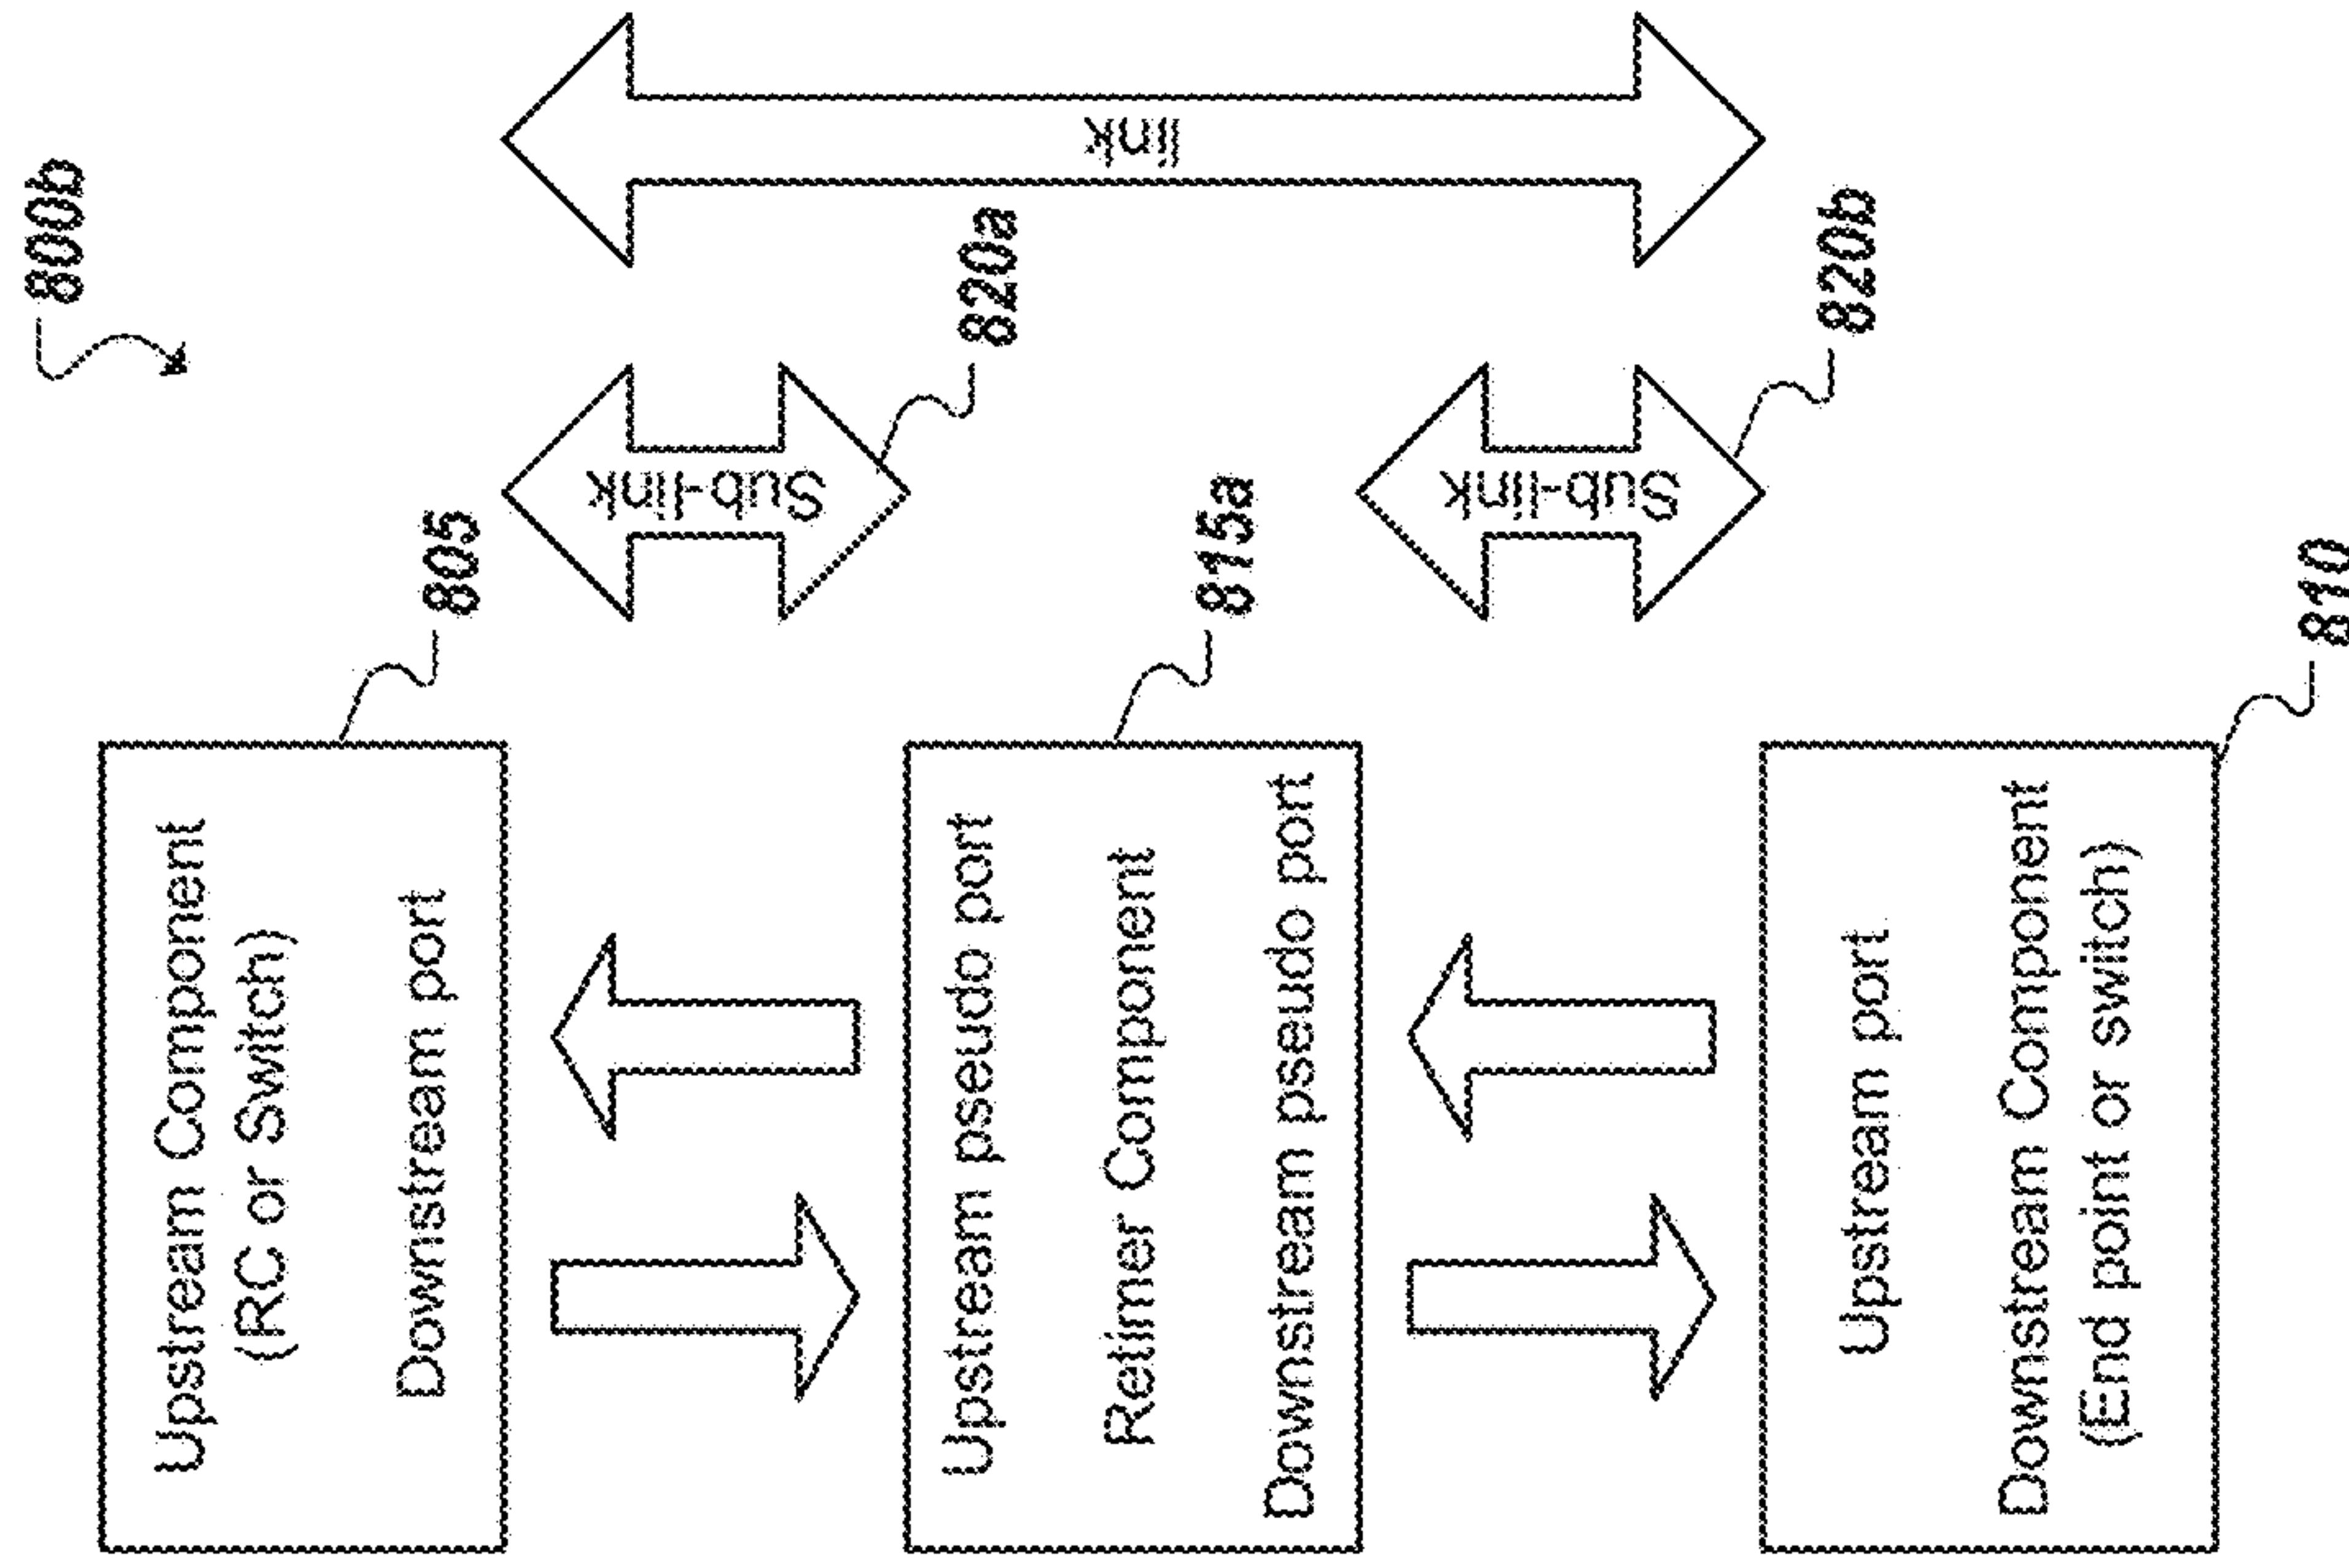 800b
Upstream Component
(RC or Switch)
Downstream port
805
Sub-link
820a
link
Upstream pseudo port
Retimer Component
Downstream pseudo port
815a
Sub-link
820b
Upstream port
Downstream Component
(End point or switch)
810